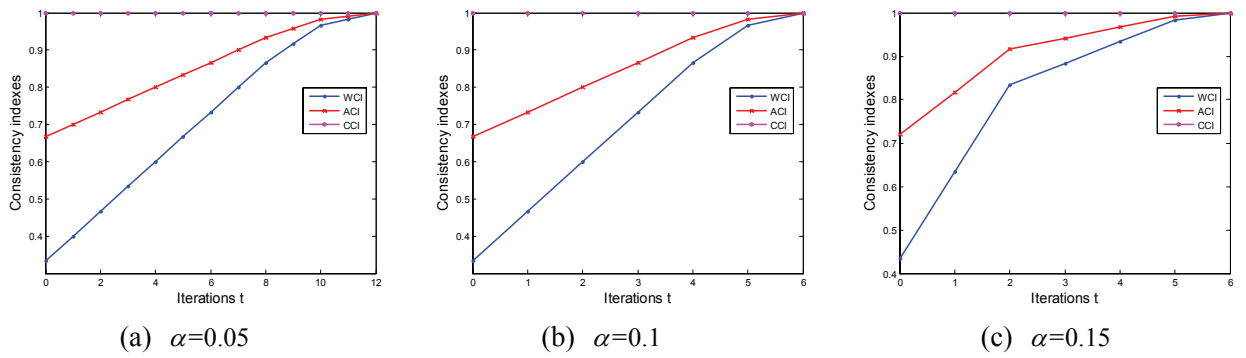 1
0.9
0.8
0.7
0.6
0.5
0.4
Consistency indexes
WCI
ACI
CCI
0 2 4 6 8 10 12
Iterations t
(a) α=0.05
1
0.9
0.8
0.7
0.6
0.5
0.4
Consistency indexes
WCI
ACI
CCI
0 1 2 3 4 5 6
Iterations t
(b) α=0.1
1
0.9
0.8
0.7
0.6
0.5
0.4
Consistency indexes
WCI
ACI
CCI
0 1 2 3 4 5 6
Iterations t
(c) α=0.15